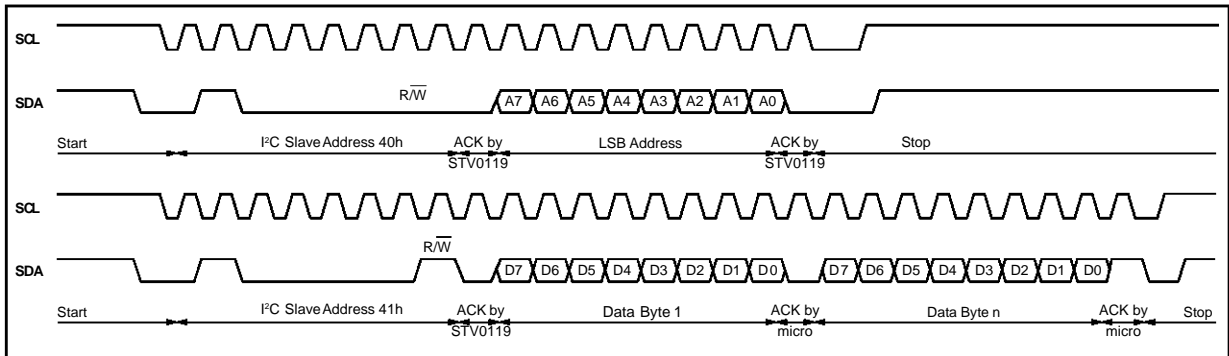 SCL
R/W
SDA A7 A6 A5 A4 A3 A2 A1 A0
Start I²C Slave Address 40h ACK by STV0119 LSB Address ACK by STV0119 Stop
SCL
R/W
SDA D7 D6 D5 D4 D3 D2 D1 D0 D7 D6 D5 D4 D3 D2 D1 D0
Start I²C Slave Address 41h ACK by STV0119 Data Byte 1 ACK by micro Data Byte n ACK by micro Stop